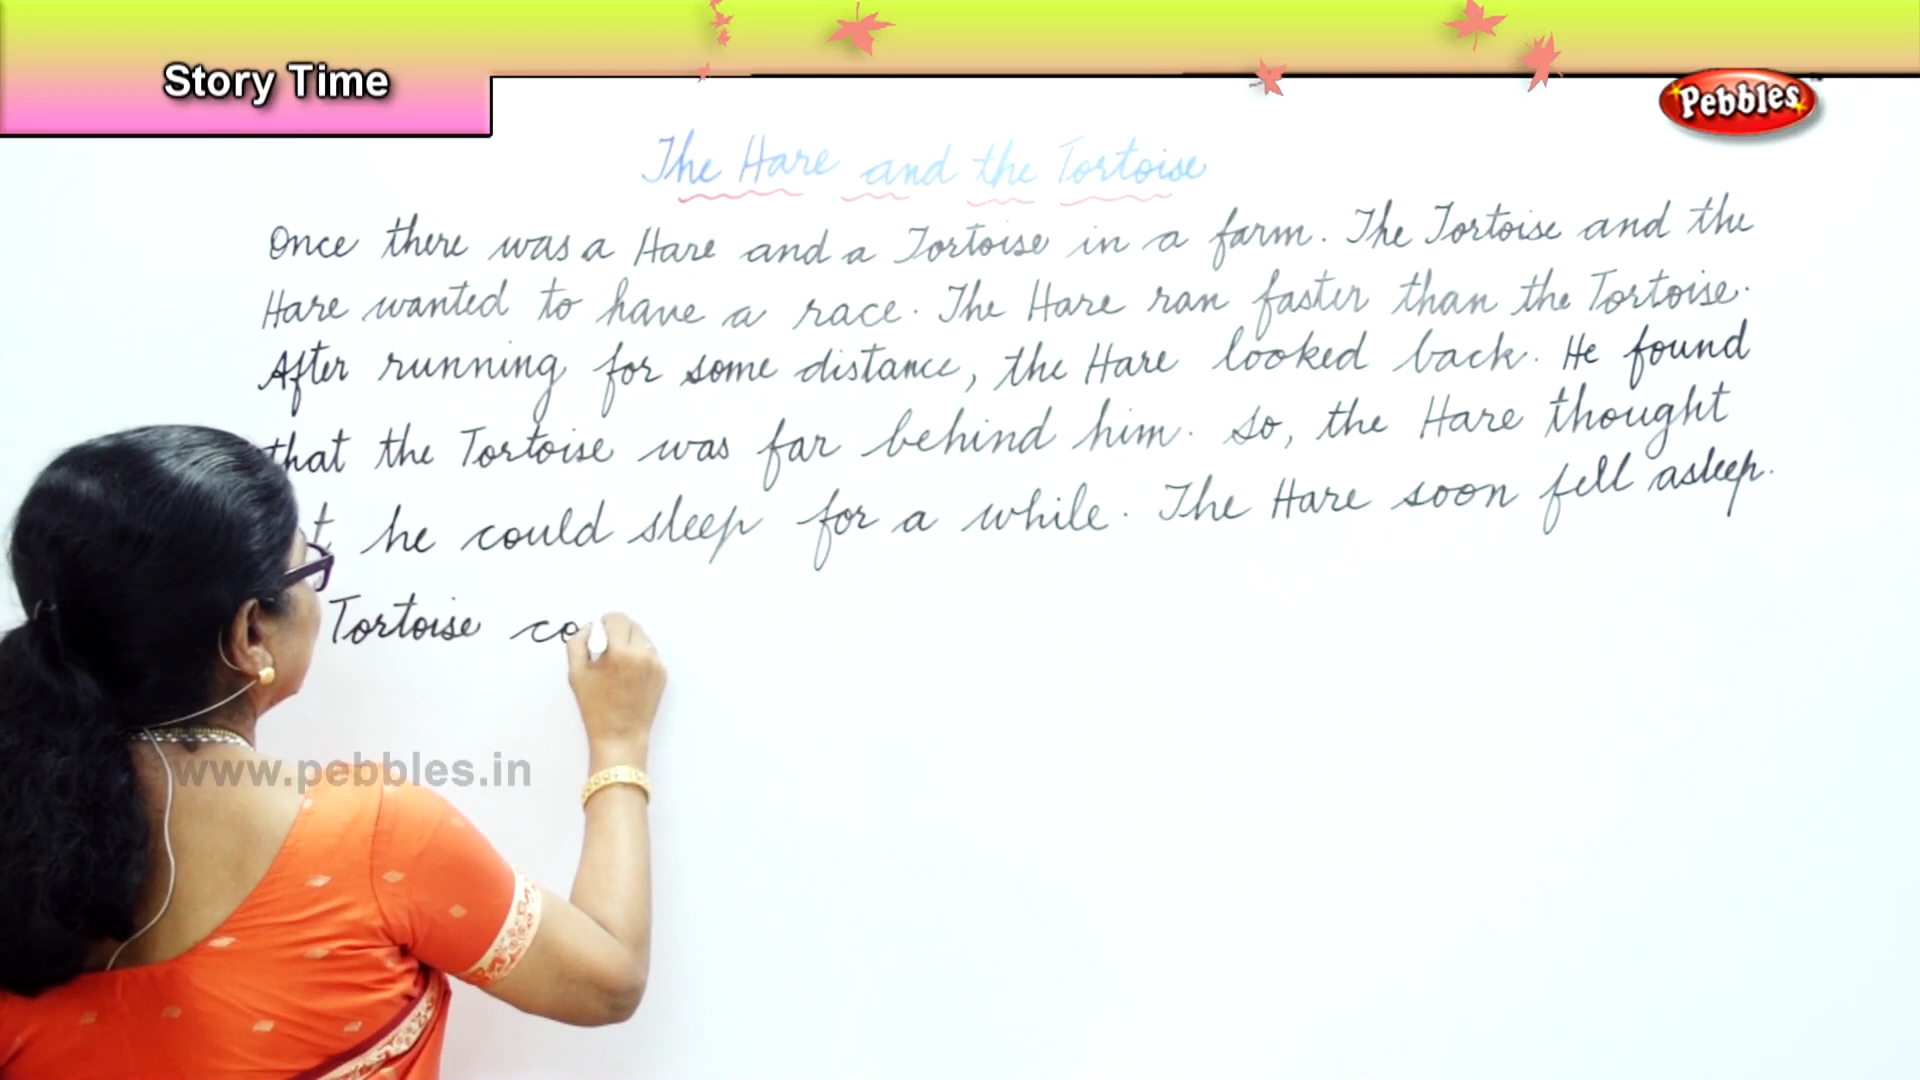 Story Time
Pebbles
The Hare and the Tortoise
Once there was a Hare and a Tortoise in a farm. The Tortoise and the
Hare wanted to have a race. The Hare ran faster than the Tortoise.
After running for some distance, the Hare looked back. He found
that the Tortoise was far behind him. So, the Hare thought
he could sleep for a while. The Hare soon fell asleep.
Tortoise co
www.pebbles.in